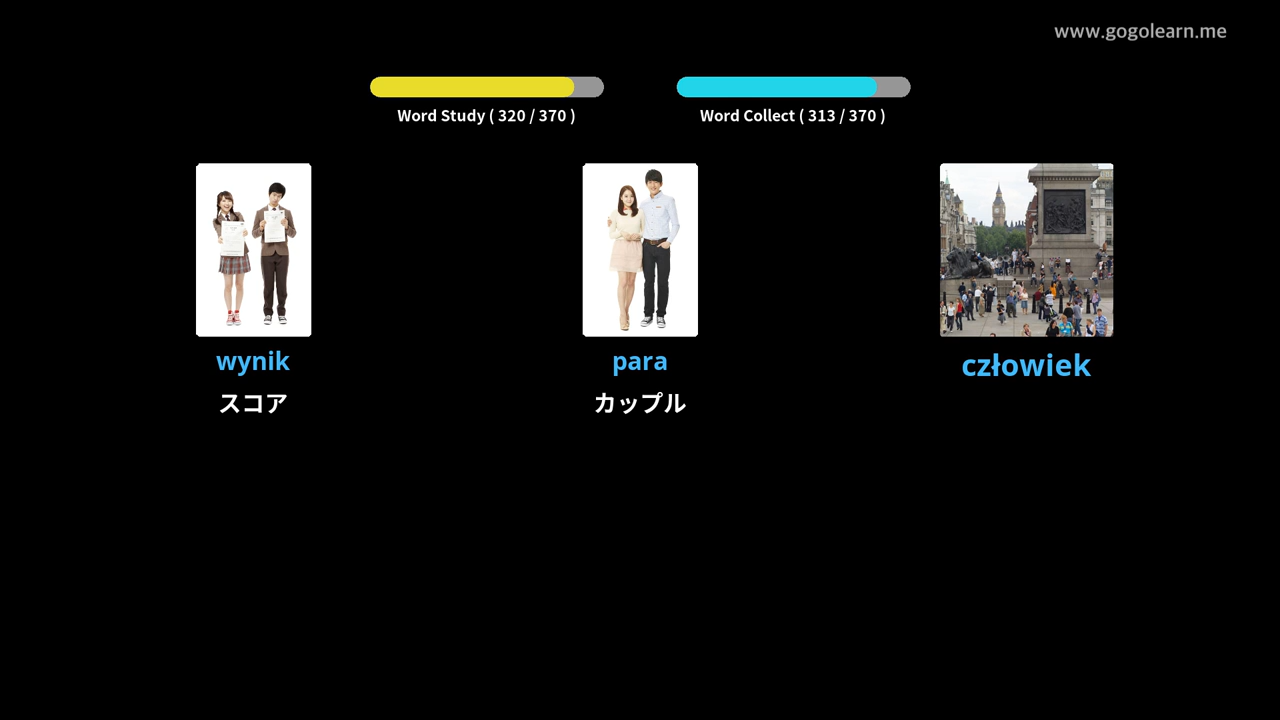 www.gogolearn.me
Word Study ( 320 / 370 )
Word Collect ( 313 / 370 )
wynik
para
człowiek
スコア
カップル